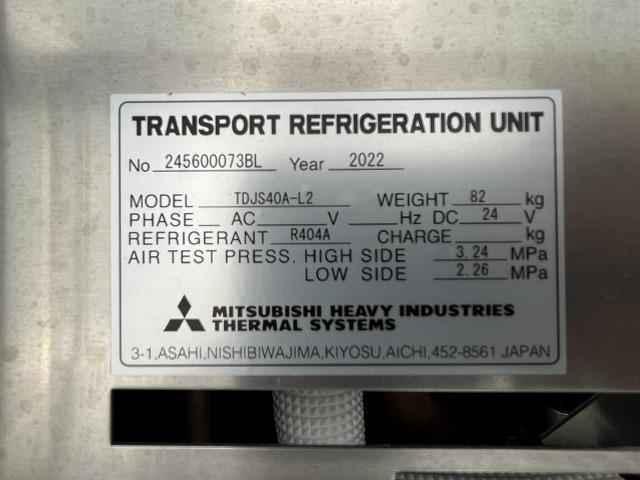 TRANSPORT REFRIGERATION UNIT
No 245600073BL Year 2022
MODEL TDJS40A-L2 WEIGHT 82 kg
PHASE AC V Hz DC 24 V
REFRIGERANT R404A CHARGE kg
AIR TEST PRESS. HIGH SIDE 3.24 MPa
LOW SIDE 2.26 MPa
MITSUBISHI HEAVY INDUSTRIES
THERMAL SYSTEMS
3-1,ASAHI,NISHIBIWAJIMA,KIYOSU,AICHI,452-8561 JAPAN